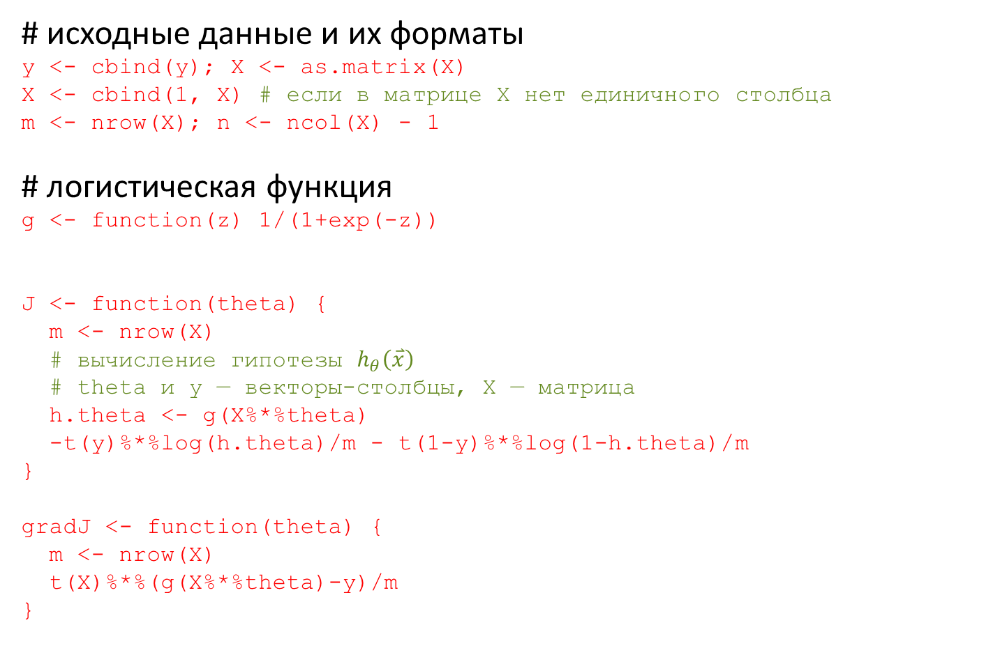 # исходные данные и их форматы
y <- cbind(y); X <- as.matrix(X)
X <- cbind(1, X) # если в матрице X нет единичного столбца
m <- nrow(X); n <- ncol(X) - 1
# логистическая функция
g <- function(z) 1/(1+exp(-z))
J <- function(theta) {
  m <- nrow(X)
  # вычисление гипотезы ℎ_𝜃(𝑥⃗)
  # theta и y — векторы-столбцы, X — матрица
  h.theta <- g(X%*%theta)
  -t(y)%*%log(h.theta)/m - t(1-y)%*%log(1-h.theta)/m
}
gradJ <- function(theta) {
  m <- nrow(X)
  t(X)%*%(g(X%*%theta)-y)/m
}